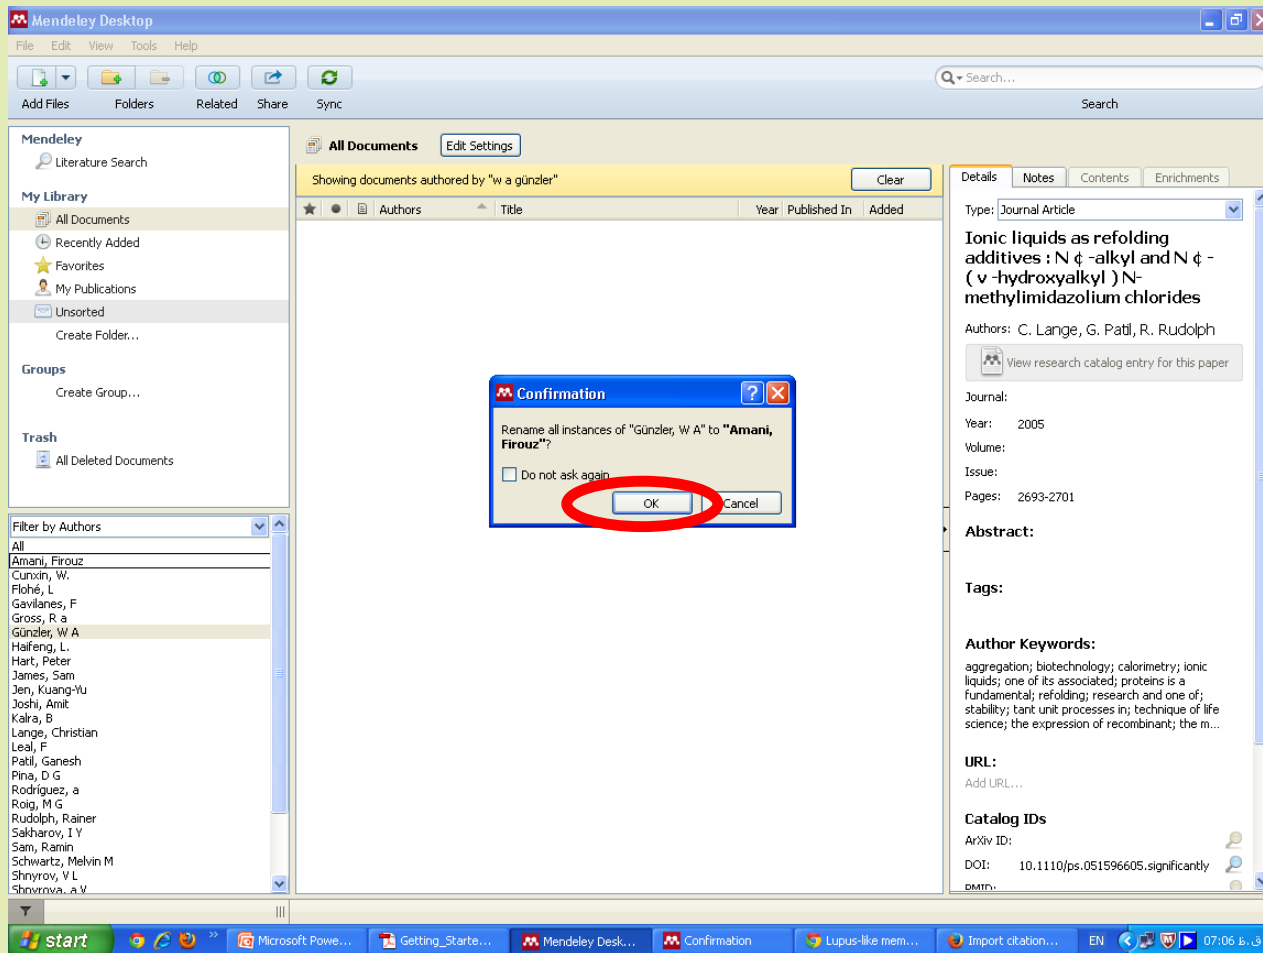 Mendeley Desktop
File Edit View Tools Help
Add Files Folders Related Share Sync
Search...
Search
Mendeley
Literature Search
My Library
All Documents
Recently Added
Favorites
My Publications
Unsorted
Create Folder...
Groups
Create Group...
Trash
All Deleted Documents
Filter by Authors
All
Amani, Firouz
Cunxin, W.
Flohé, L
Gavilanes, F
Gross, R a
Günzler, W A
Haifeng, L.
Hart, Peter
James, Sam
Jen, Kuang-Yu
Joshi, Amit
Kalra, B
Lange, Christian
Leal, F
Patil, Ganesh
Pina, D G
Rodríguez, a
Roig, M G
Rudolph, Rainer
Sakharov, I Y
Sam, Ramin
Schwartz, Melvin M
Shnyrov, V L
Shnyrova, a V
All Documents Edit Settings
Showing documents authored by "w a günzler" Clear
Authors Title Year Published In Added
Confirmation
Rename all instances of "Günzler, W A" to "Amani,
Firouz"?
Do not ask again
OK Cancel
Details Notes Contents Enrichments
Type: Journal Article
Ionic liquids as refolding
additives : N ¢ -alkyl and N ¢ -
( v -hydroxyalkyl ) N-
methylimidazolium chlorides
Authors: C. Lange, G. Patil, R. Rudolph
View research catalog entry for this paper
Journal:
Year: 2005
Volume:
Issue:
Pages: 2693-2701
Abstract:
Tags:
Author Keywords:
aggregation; biotechnology; calorimetry; ionic
liquids; one of its associated; proteins is a
fundamental; refolding; research and one of;
stability; tant unit processes in; technique of life
science; the expression of recombinant; the m...
URL:
Add URL...
Catalog IDs
ArXiv ID:
DOI: 10.1110/ps.051596605.significantly
PMID:
start Microsoft Powe... Getting_Starte... Mendeley Desk... Confirmation Lupus-like mem... Import citation... EN 07:06 ق.ظ